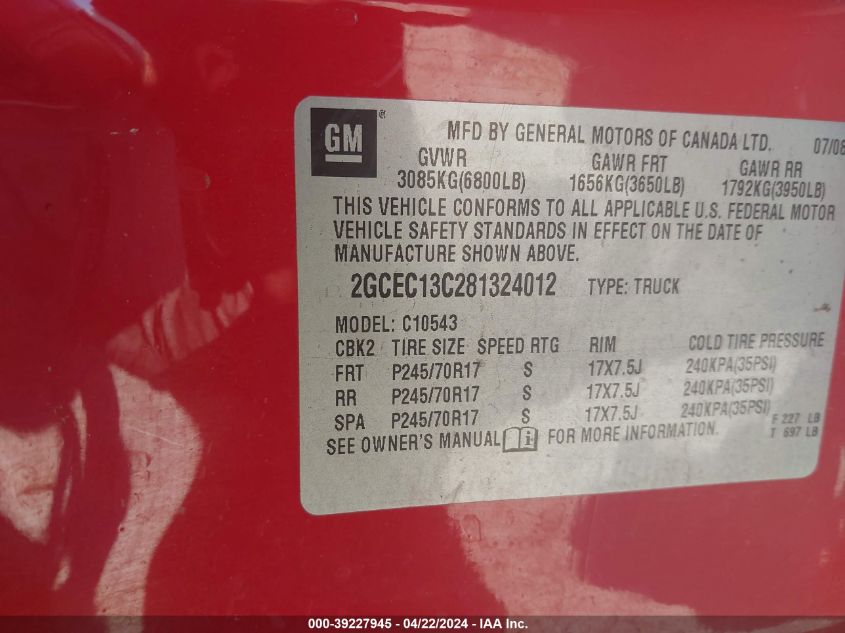 GM ®
MFD BY GENERAL MOTORS OF CANADA LTD. 07/08
GVWR GAWR FRT GAWR RR
3085KG(6800LB) 1656KG(3650LB) 1792KG(3950LB)
THIS VEHICLE CONFORMS TO ALL APPLICABLE U.S. FEDERAL MOTOR
VEHICLE SAFETY STANDARDS IN EFFECT ON THE DATE OF
MANUFACTURE SHOWN ABOVE.
2GCEC13C281324012 TYPE: TRUCK
MODEL: C10543
CBK2 TIRE SIZE SPEED RTG RIM COLD TIRE PRESSURE
FRT P245/70R17 S 17X7.5J 240KPA(35PSI)
RR P245/70R17 S 17X7.5J 240KPA(35PSI)
SPA P245/70R17 S 17X7.5J 240KPA(35PSI)
F 227 LB
T 697 LB
SEE OWNER'S MANUAL i FOR MORE INFORMATION.
000-39227945 - 04/22/2024 - IAA Inc.